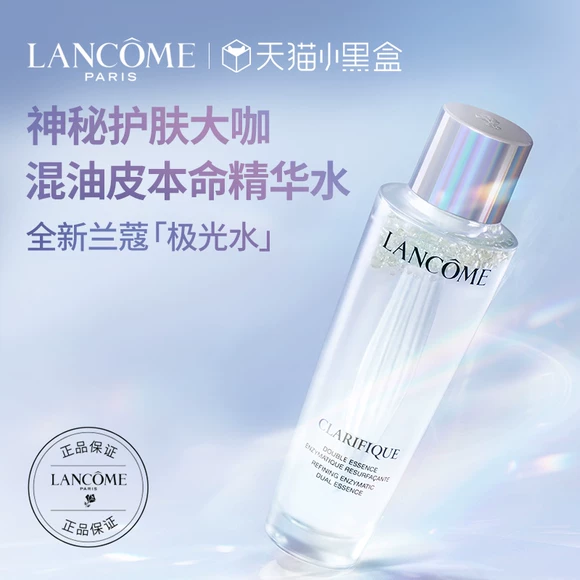 LANCÔME
PARIS
天猫小黑盒
神秘护肤大咖
混油皮本命精华水
全新兰蔻「极光水」
LANCÔME
CLARIFIQUE
DOUBLE ESSENCE
ENZYMATIQUE RESURFAÇANTE
REFINING ENZYMATIC
DUAL ESSENCE
正品保证
LANCÔME
PARIS
正品保证